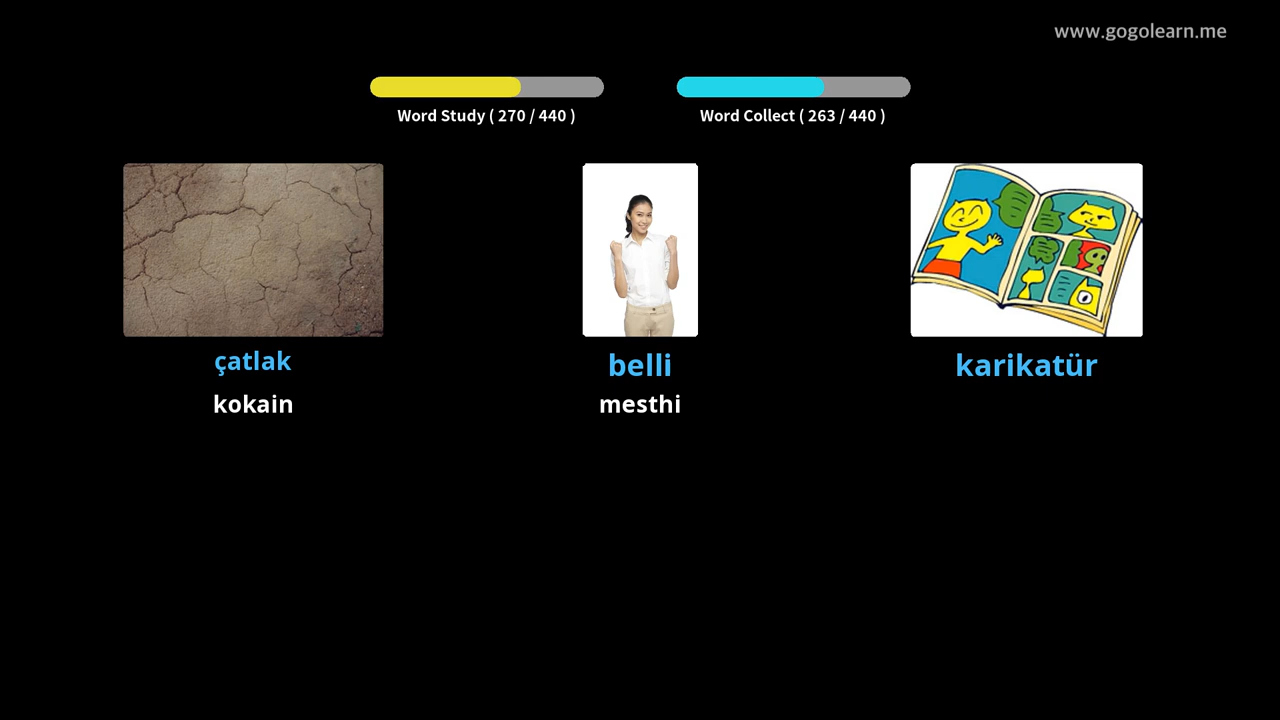 www.gogolearn.me
Word Study ( 270 / 440 )
Word Collect ( 263 / 440 )
çatlak
belli
karikatür
kokain
mesthi